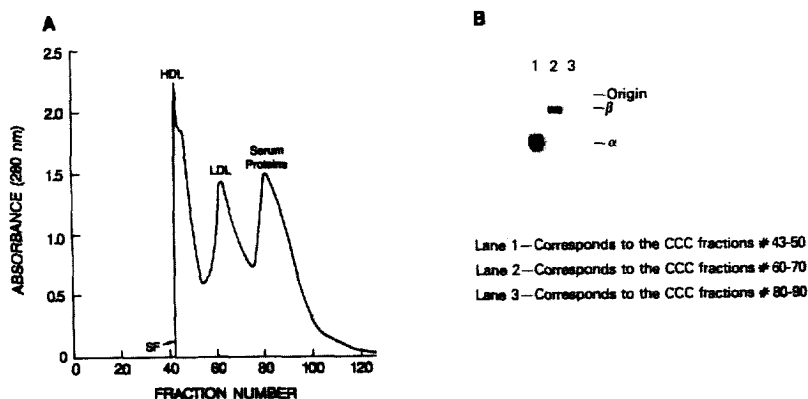 A
2.5
2.0
1.5
1.0
0.5
0
ABSORBANCE (280 nm)
HDL
LDL
Serum
Proteins
SF
0 20 40 60 80 100 120
FRACTION NUMBER
B
1 2 3
—Origin
—β
—α
Lane 1—Corresponds to the CCC fractions #43-50
Lane 2—Corresponds to the CCC fractions #60-70
Lane 3—Corresponds to the CCC fractions #80-90